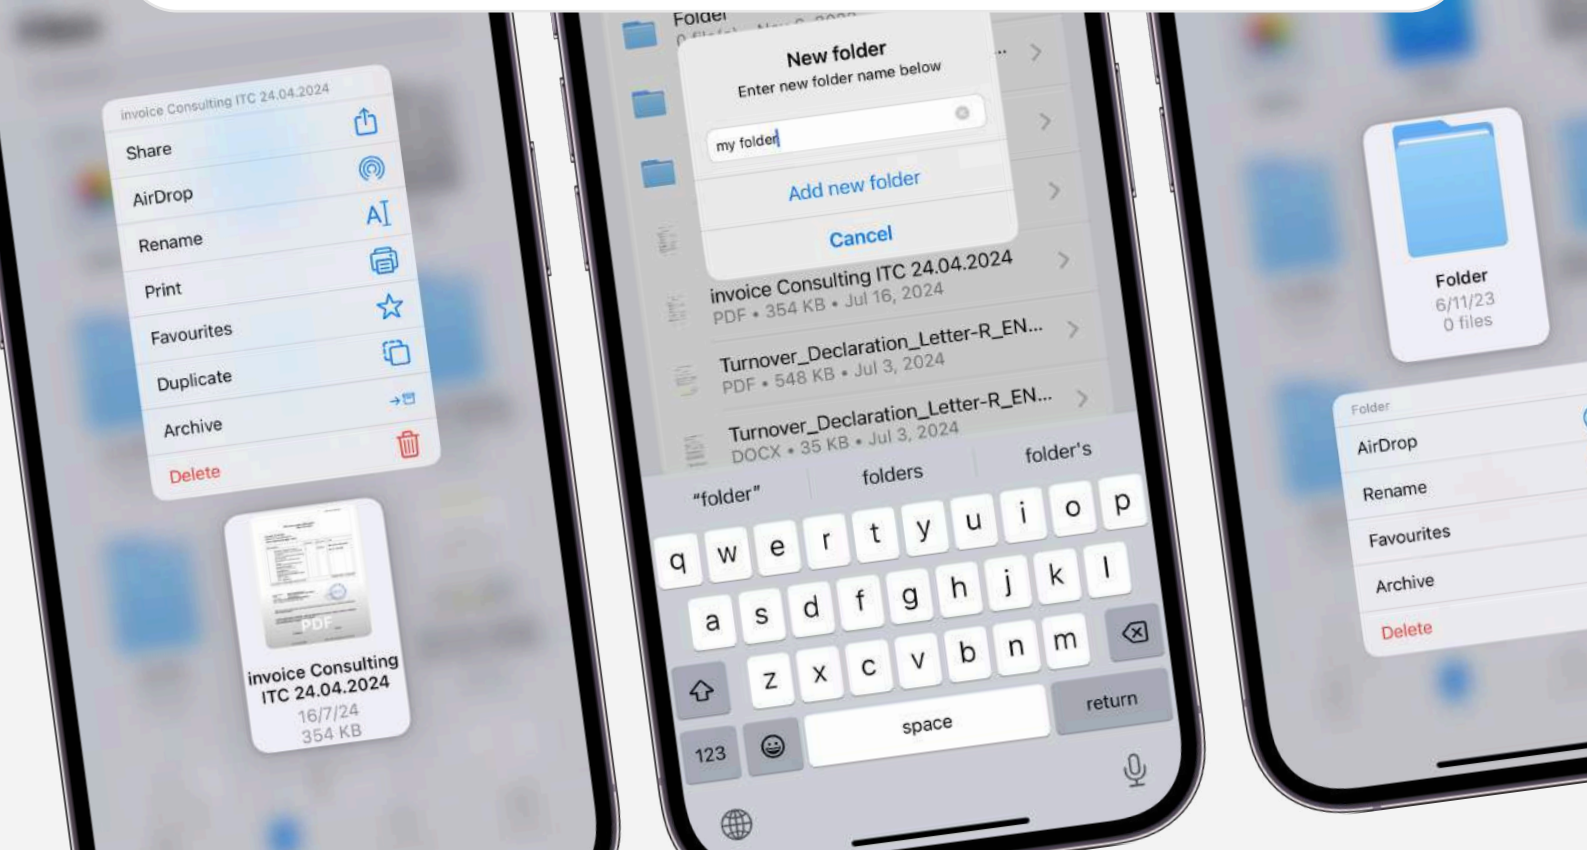 invoice Consulting ITC 24.04.2024
Share
AirDrop
Rename
Print
Favourites
Duplicate
Archive
Delete
PDF
invoice Consulting
ITC 24.04.2024
16/7/24
354 KB
Folder
New folder
Enter new folder name below
my folder
Add new folder
Cancel
invoice Consulting ITC 24.04.2024
PDF • 354 KB • Jul 16, 2024
Turnover_Declaration_Letter-R_EN...
PDF • 548 KB • Jul 3, 2024
Turnover_Declaration_Letter-R_EN...
DOCX • 35 KB • Jul 3, 2024
“folder” folders folder's
q w e r t y u i o p
a s d f g h j k l
z x c v b n m
123 space return
Folder
6/11/23
0 files
Folder
AirDrop
Rename
Favourites
Archive
Delete